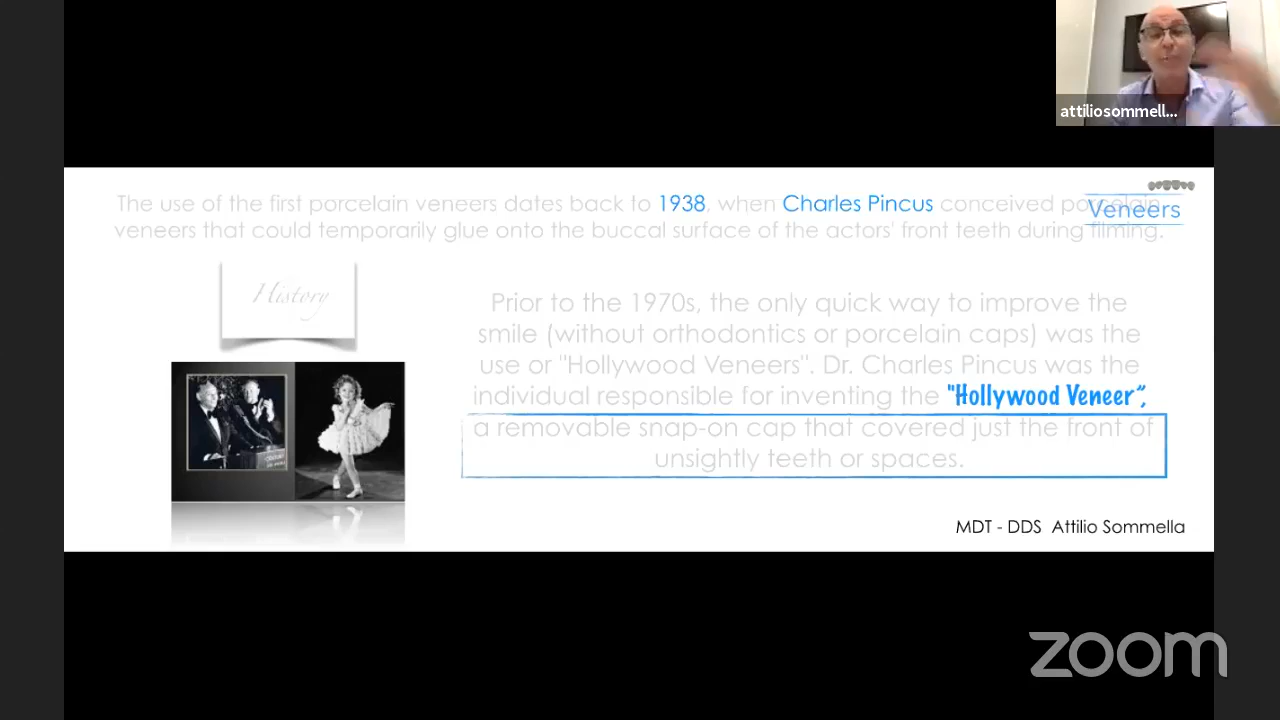 attiliosommell...
The use of the first porcelain veneers dates back to 1938, when Charles Pincus conceived porcelain
Veneers
veneers that could temporarily glue onto the buccal surface of the actors' front teeth during filming.
History
Prior to the 1970s, the only quick way to improve the
smile (without orthodontics or porcelain caps) was the
use or "Hollywood Veneers". Dr. Charles Pincus was the
individual responsible for inventing the "Hollywood Veneer”,
a removable snap-on cap that covered just the front of
unsightly teeth or spaces.
MDT - DDS Attilio Sommella
zoom